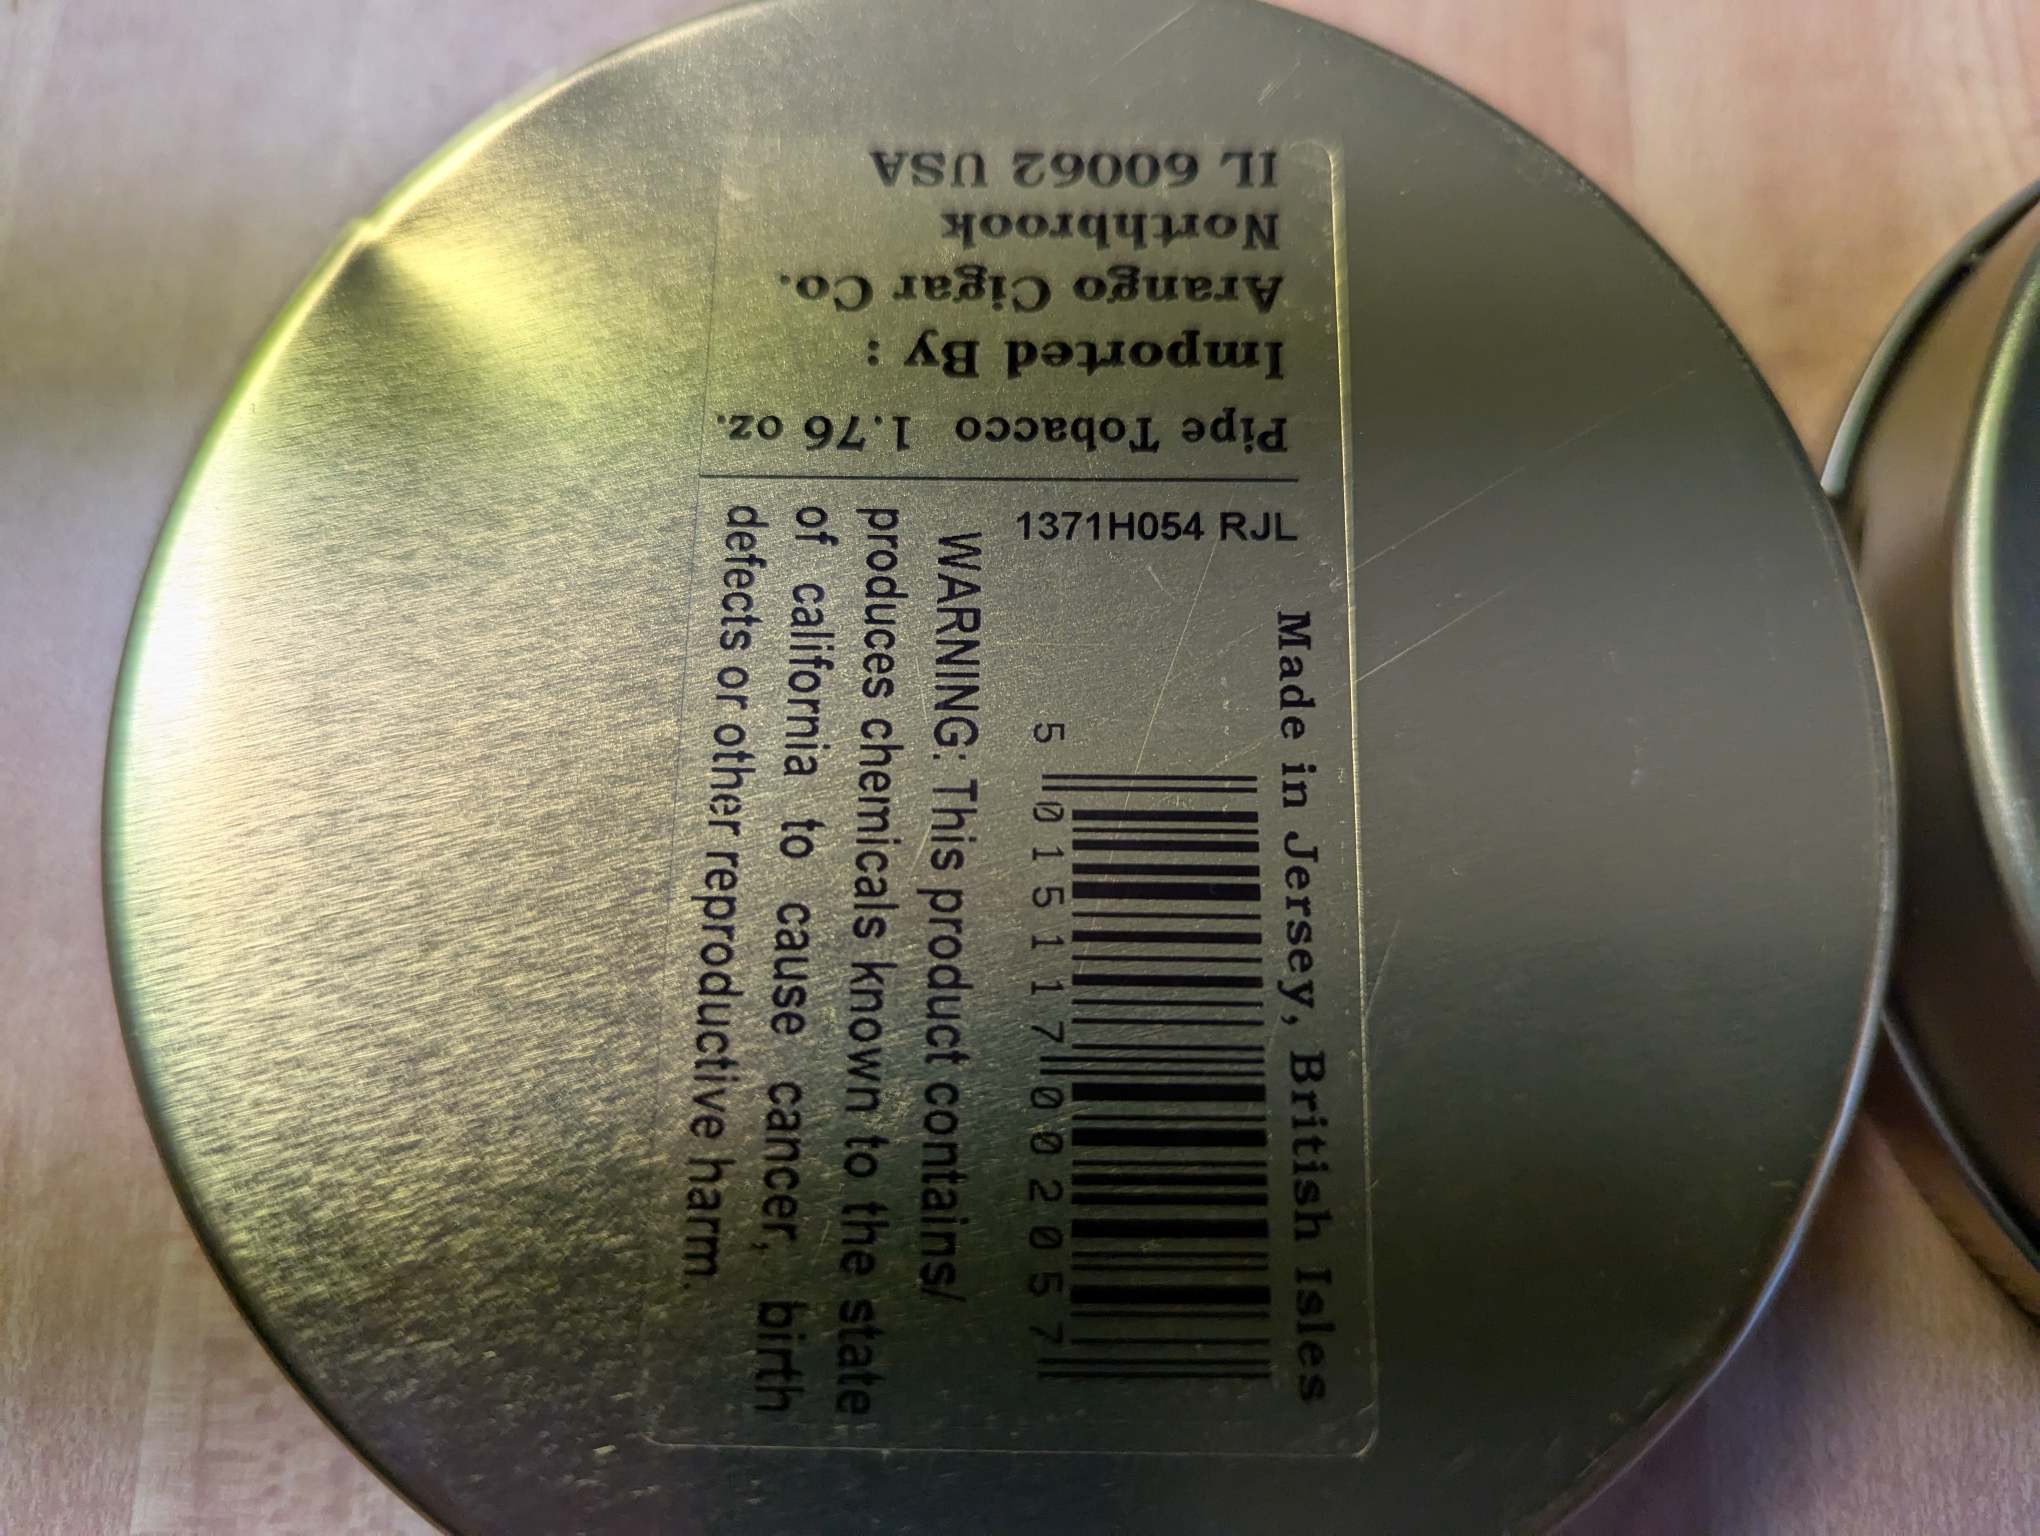 Pipe Tobacco 1.76 oz.
Imported By :
Arango Cigar Co.
Northbrook
IL 60062 USA
1371H054 RJL
Made in Jersey, British Isles
5 015117 002057
WARNING: This product contains/
produces chemicals known to the state
of california to cause cancer, birth
defects or other reproductive harm.